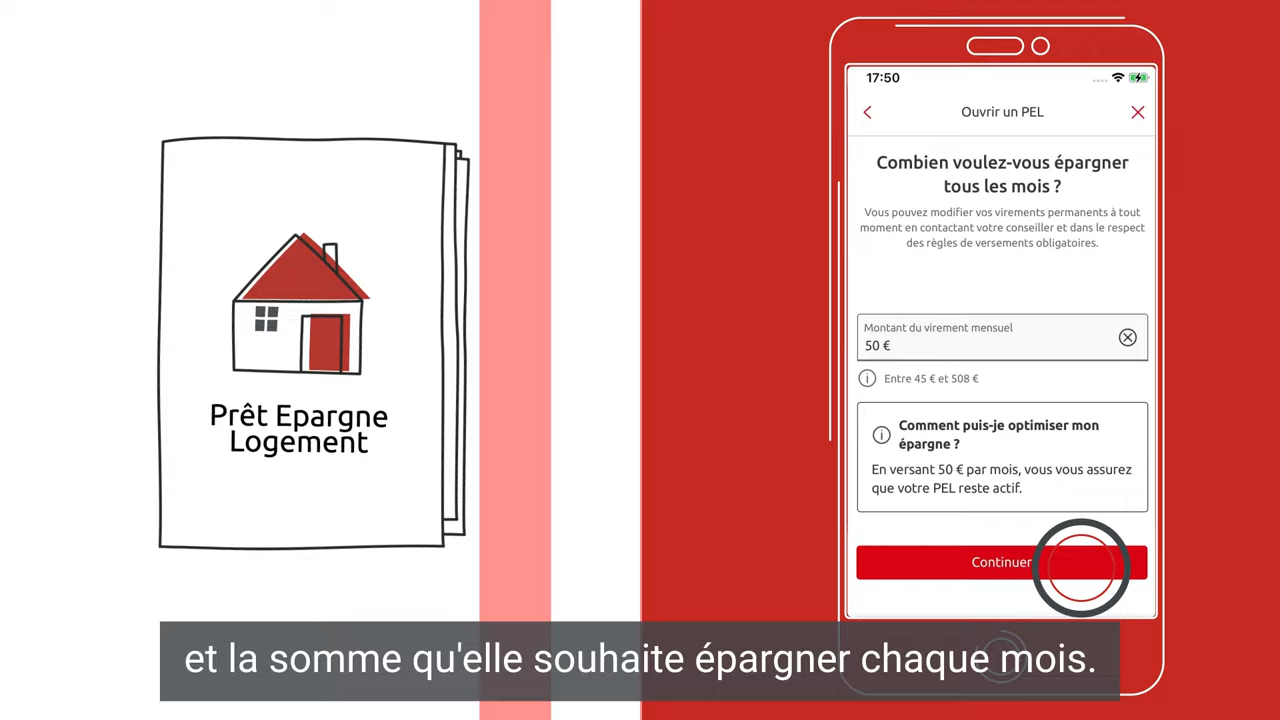 Prêt Epargne
Logement
17:50
Ouvrir un PEL
Combien voulez-vous épargner
tous les mois ?
Vous pouvez modifier vos virements permanents à tout
moment en contactant votre conseiller et dans le respect
des règles de versements obligatoires.
Montant du virement mensuel
50 €
Entre 45 € et 508 €
Comment puis-je optimiser mon
épargne ?
En versant 50 € par mois, vous vous assurez
que votre PEL reste actif.
Continuer
et la somme qu'elle souhaite épargner chaque mois.